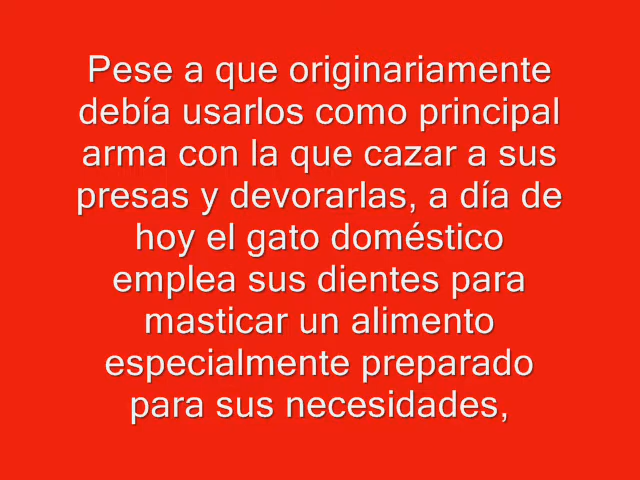 Pese a que originariamente
debía usarlos como principal
arma con la que cazar a sus
presas y devorarlas, a día de
hoy el gato doméstico
emplea sus dientes para
masticar un alimento
especialmente preparado
para sus necesidades,